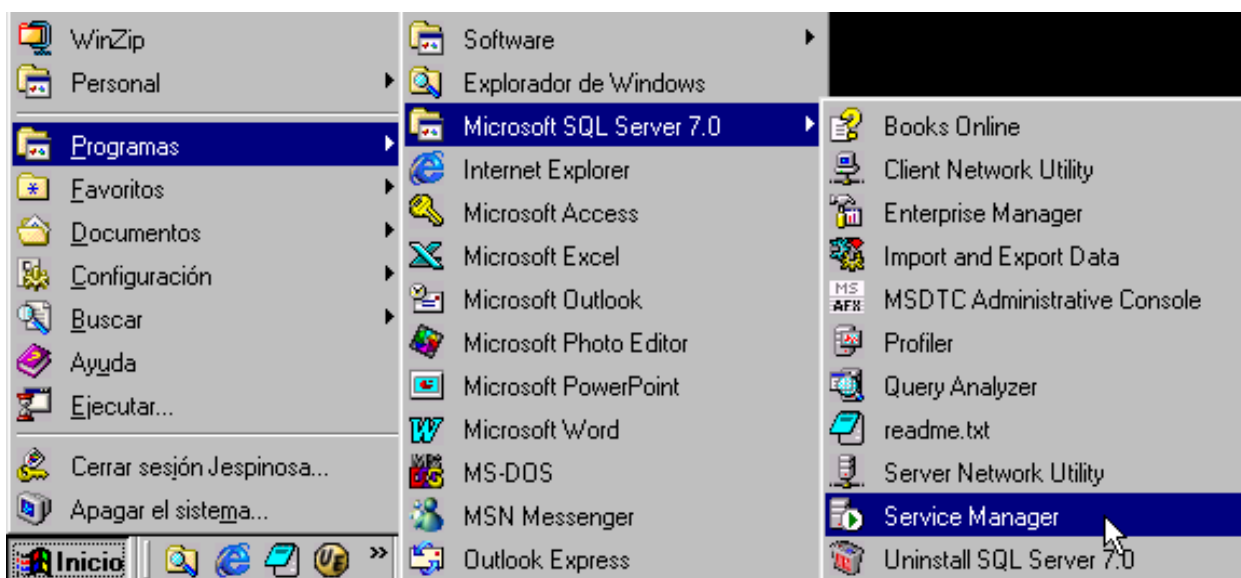 WinZip
Personal
Programas
Favoritos
Documentos
Configuración
Buscar
Ayuda
Ejecutar...
Cerrar sesión Jespinosa...
Apagar el sistema...
Inicio
»
Software
Explorador de Windows
Microsoft SQL Server 7.0
Internet Explorer
Microsoft Access
Microsoft Excel
Microsoft Outlook
Microsoft Photo Editor
Microsoft PowerPoint
Microsoft Word
MS-DOS
MSN Messenger
Outlook Express
Books Online
Client Network Utility
Enterprise Manager
Import and Export Data
MS
AFX
MSDTC Administrative Console
Profiler
Query Analyzer
readme.txt
Server Network Utility
Service Manager
Uninstall SQL Server 7.0